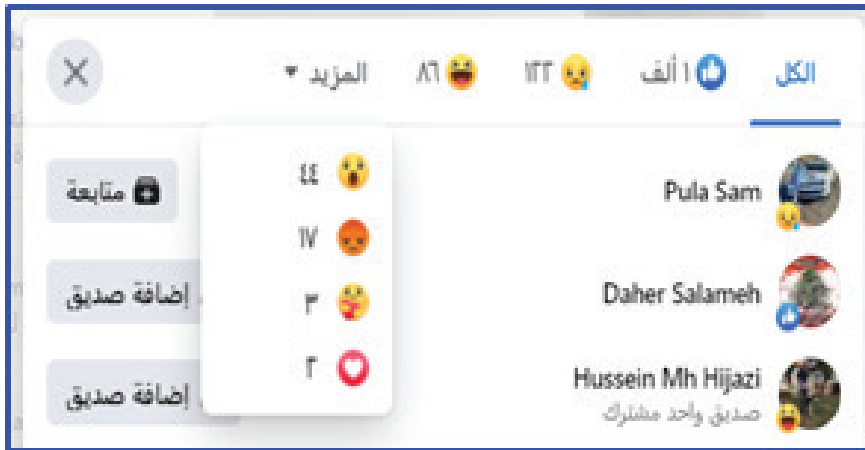 الكل ١ ألف ١٢٢ ٨٦ المزيد
٤٤
Pula Sam متابعة
١٧
Daher Salameh إضافة صديق
٣
٢
Hussein Mh Hijazi إضافة صديق
صديق واحد مشترك